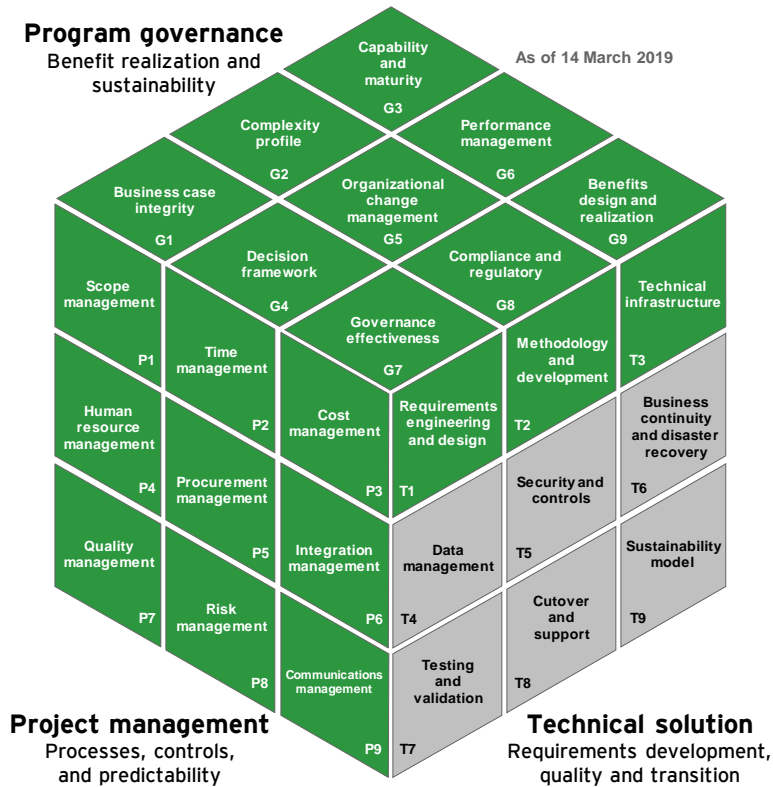 Program governance
Benefit realization and
sustainability
As of 14 March 2019
Capability
and
maturity
G3
Complexity
profile
G2
Performance
management
G6
Business case
integrity
G1
Organizational
change
management
G5
Benefits
design and
realization
G9
Decision
framework
G4
Compliance and
regulatory
G8
Governance
effectiveness
G7
Scope
management
P1
Time
management
P2
Cost
management
P3
Human
resource
management
P4
Procurement
management
P5
Integration
management
P6
Quality
management
P7
Risk
management
P8
Communications
management
P9
Requirements
engineering
and design
T1
Methodology
and
development
T2
Technical
infrastructure
T3
Data
management
T4
Security and
controls
T5
Business
continuity
and disaster
recovery
T6
Testing
and
validation
T7
Cutover
and
support
T8
Sustainability
model
T9
Project management
Processes, controls,
and predictability
Technical solution
Requirements development,
quality and transition